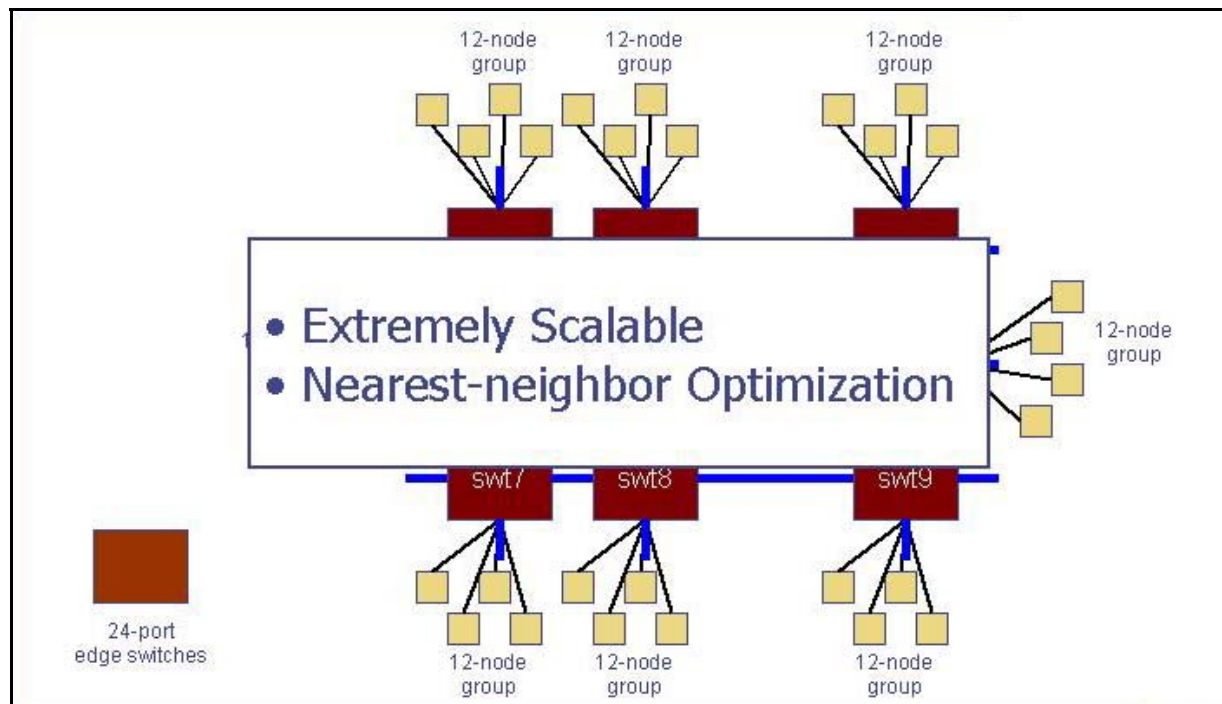 12-node
group
12-node
group
12-node
group
• Extremely Scalable
• Nearest-neighbor Optimization
12-node
group
swt7
swt8
swt9
24-port
edge switches
12-node
group
12-node
group
12-node
group